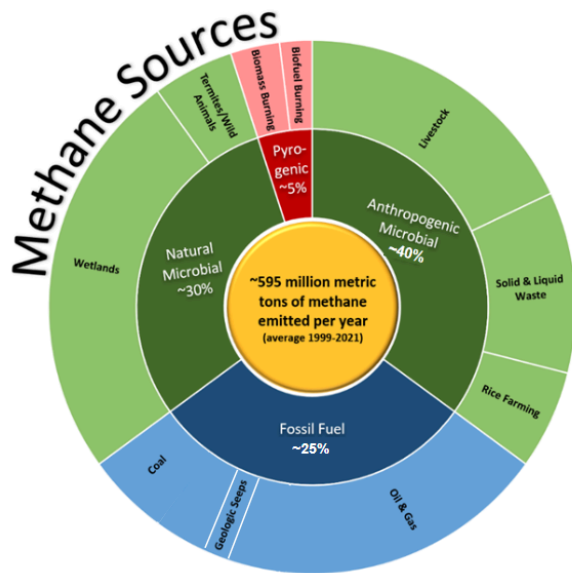 Methane Sources
Termites/Wild
Animals
Biomass Burning
Biofuel Burning
Livestock
Pyro-
genic
~5%
Anthropogenic
Microbial
~40%
Natural
Microbial
~30%
Wetlands
~595 million metric
tons of methane
emitted per year
(average 1999-2021)
Solid & Liquid
Waste
Rice Farming
Fossil Fuel
~25%
Coal
Geologic Seeps
Oil & Gas